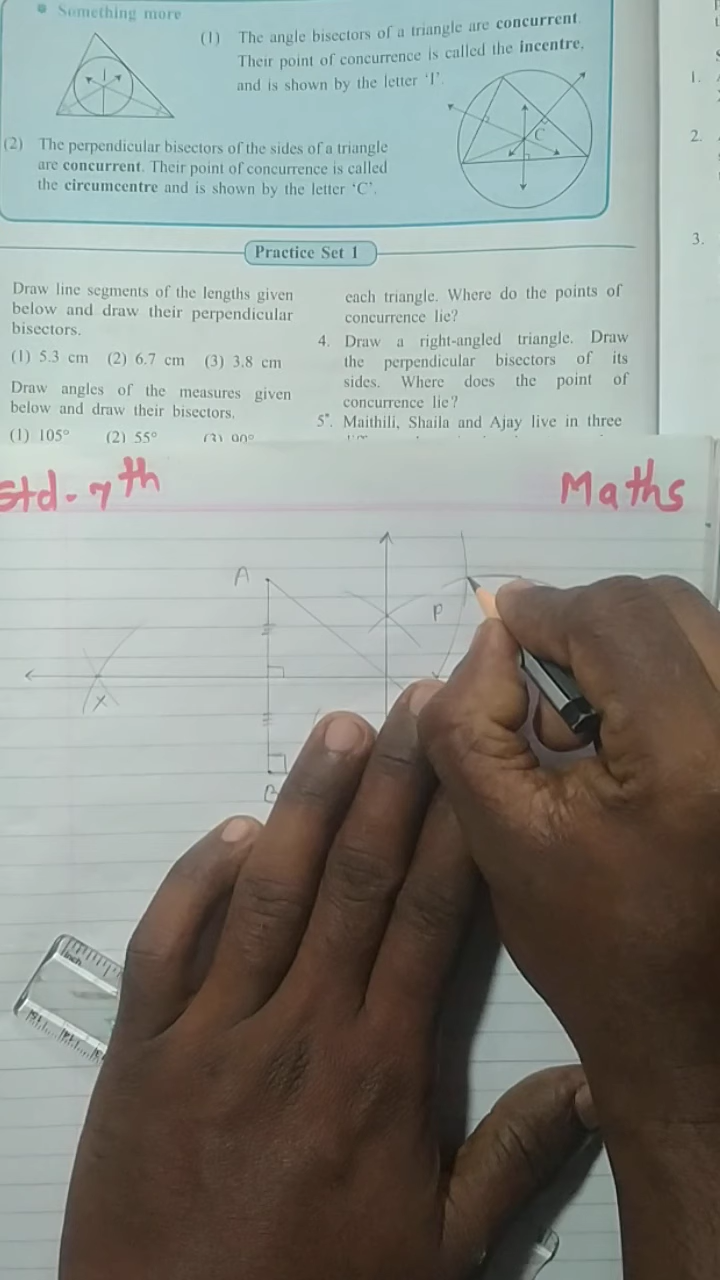 Something more
(1) The angle bisectors of a triangle are concurrent.
Their point of concurrence is called the incentre,
and is shown by the letter 'I'.
I
C
(2) The perpendicular bisectors of the sides of a triangle
are concurrent. Their point of concurrence is called
the circumcentre and is shown by the letter 'C'.
Practice Set 1
Draw line segments of the lengths given
below and draw their perpendicular
bisectors.
(1) 5.3 cm (2) 6.7 cm (3) 3.8 cm
Draw angles of the measures given
below and draw their bisectors.
(1) 105° (2) 55° (3) 90°
each triangle. Where do the points of
concurrence lie?
4. Draw a right-angled triangle. Draw
the perpendicular bisectors of its
sides. Where does the point of
concurrence lie?
5*. Maithili, Shaila and Ajay live in three
1.
2.
3.
Std-7th
Maths
A
P
B